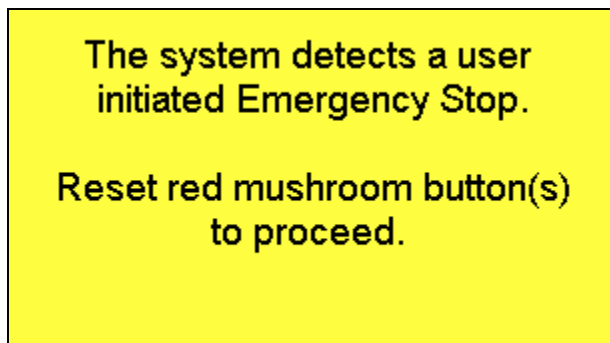 The system detects a user
initiated Emergency Stop.
Reset red mushroom button(s)
to proceed.